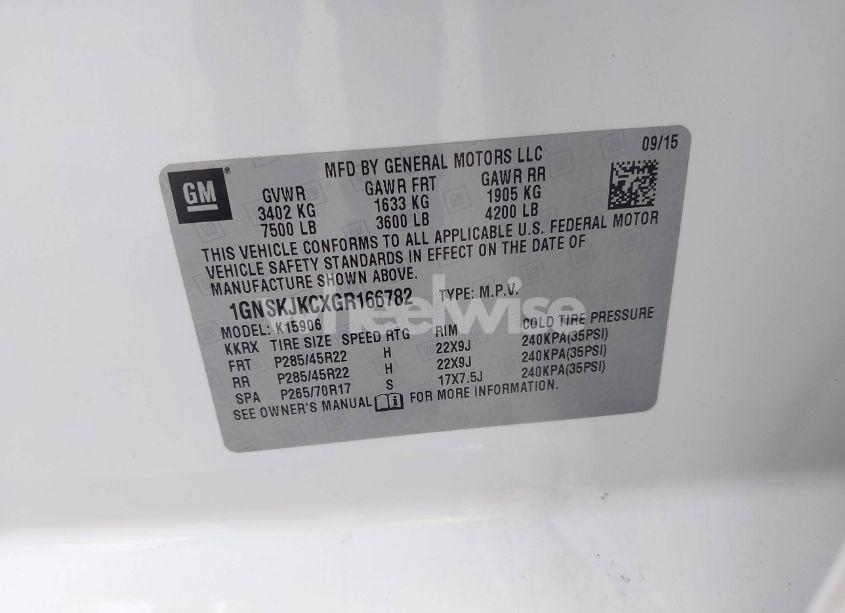 MFD BY GENERAL MOTORS LLC 09/15
GM
GVWR GAWR FRT GAWR RR
3402 KG 1633 KG 1905 KG
7500 LB 3600 LB 4200 LB
THIS VEHICLE CONFORMS TO ALL APPLICABLE U.S. FEDERAL MOTOR
VEHICLE SAFETY STANDARDS IN EFFECT ON THE DATE OF
MANUFACTURE SHOWN ABOVE.
1GNSKJKCXGR166782 TYPE: M.P.V.
wheelwise
MODEL: K15906
KKRX TIRE SIZE SPEED RTG RIM COLD TIRE PRESSURE
FRT P285/45R22 H 22X9J 240KPA(35PSI)
RR P285/45R22 H 22X9J 240KPA(35PSI)
SPA P265/70R17 S 17X7.5J 240KPA(35PSI)
SEE OWNER'S MANUAL FOR MORE INFORMATION.